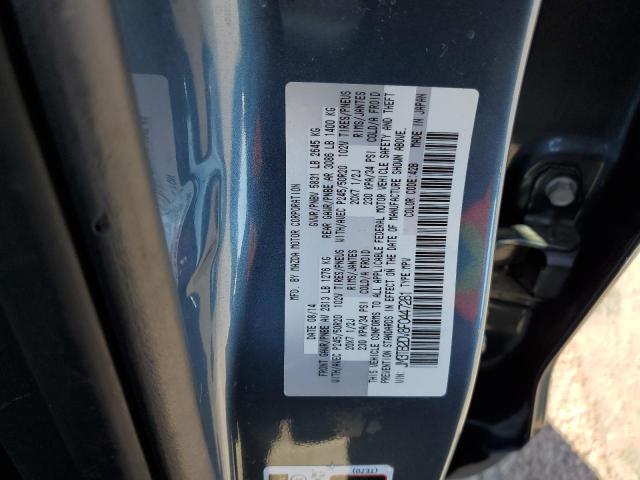 MFD. BY MAZDA MOTOR CORPORATION
DATE 08/14 GVWR/PNBV 5831 LB 2645 KG
FRONT GAWR/PNBE AV 2813 LB 1276 KG REAR GAWR/PNBE AR 3086 LB 1400 KG
WITH/AVEC P245/50R20 102V TIRES/PNEUS WITH/AVEC P245/50R20 102V TIRES/PNEUS
20X7 1/2J RIMS/JANTES 20X7 1/2J RIMS/JANTES
230 KPA/34 PSI COLD/A FROID 230 KPA/34 PSI COLD/A FROID
THIS VEHICLE CONFORMS TO ALL APPLICABLE FEDERAL MOTOR VEHICLE SAFETY AND THEFT
PREVENTION STANDARDS IN EFFECT ON THE DATE OF MANUFACTURE SHOWN ABOVE.
VIN: JM3TB2DV8F0447281 TYPE:MPV COLOR CODE:42B MADE IN JAPAN
(TE70)